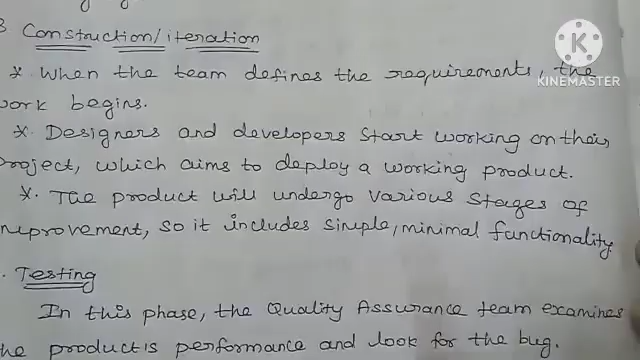 3 Construction/iteration
* When the team defines the requirements, the
work begins.
* Designers and developers start working on their
project, which aims to deploy a working product.
* The product will undergo various stages of
improvement, so it includes simple, minimal functionality
. Testing
In this phase, the Quality Assurance team examines
the product's performance and look for the bug.
KINEMASTER